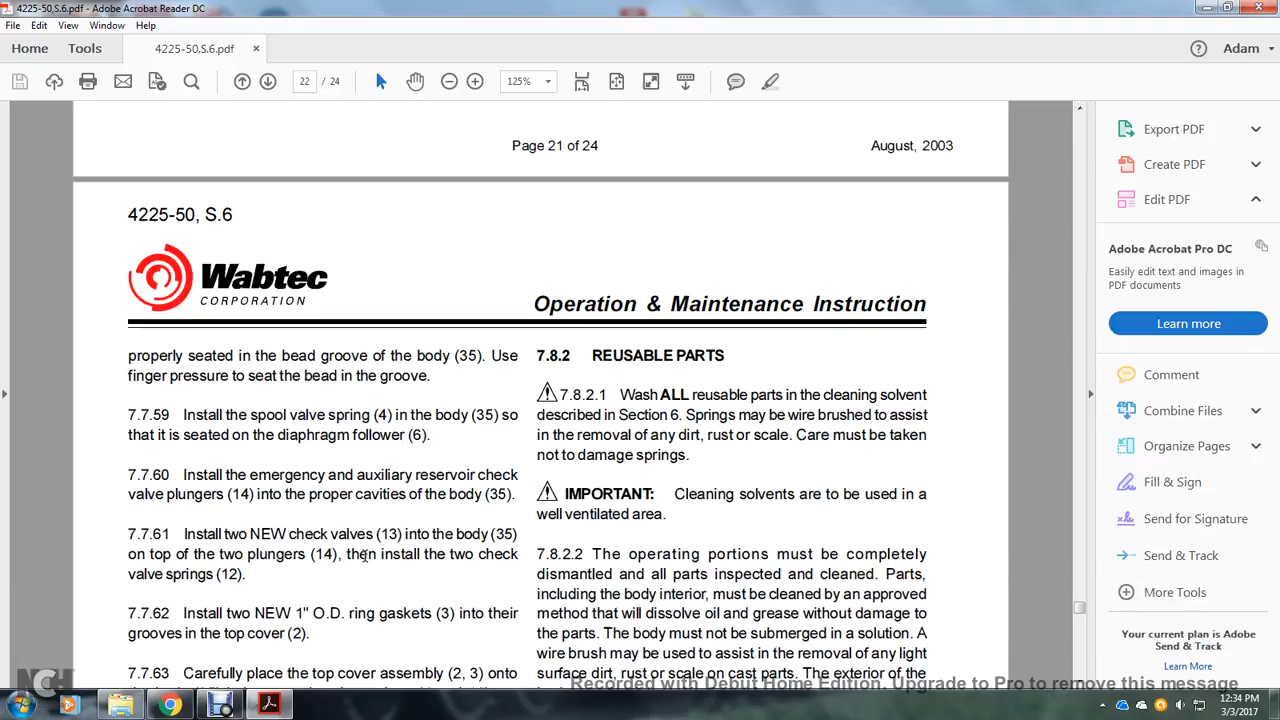 4225-50,S.6.pdf - Adobe Acrobat Reader DC
File Edit View Window Help
Home Tools 4225-50,S.6.pdf × Adam
22 / 24 125%
Page 21 of 24 August, 2003
4225-50, S.6
Wabtec
CORPORATION
Operation & Maintenance Instruction
properly seated in the bead groove of the body (35). Use
finger pressure to seat the bead in the groove.
7.7.59 Install the spool valve spring (4) in the body (35) so
that it is seated on the diaphragm follower (6).
7.7.60 Install the emergency and auxiliary reservoir check
valve plungers (14) into the proper cavities of the body (35).
7.7.61 Install two NEW check valves (13) into the body (35)
on top of the two plungers (14), then install the two check
valve springs (12).
7.7.62 Install two NEW 1" O.D. ring gaskets (3) into their
grooves in the top cover (2).
7.7.63 Carefully place the top cover assembly (2, 3) onto
7.8.2 REUSABLE PARTS
7.8.2.1 Wash ALL reusable parts in the cleaning solvent
described in Section 6. Springs may be wire brushed to assist
in the removal of any dirt, rust or scale. Care must be taken
not to damage springs.
IMPORTANT: Cleaning solvents are to be used in a
well ventilated area.
7.8.2.2 The operating portions must be completely
dismantled and all parts inspected and cleaned. Parts,
including the body interior, must be cleaned by an approved
method that will dissolve oil and grease without damage to
the parts. The body must not be submerged in a solution. A
wire brush may be used to assist in the removal of any light
surface dirt, rust or scale on cast parts. The exterior of the
Export PDF
Create PDF
Edit PDF
Adobe Acrobat Pro DC
Easily edit text and images in
PDF documents
Learn more
Comment
Combine Files
Organize Pages
Fill & Sign
Send for Signature
Send & Track
More Tools
Your current plan is Adobe
Send & Track
Learn More
NCH
Recorded with Debut Home Edition. Upgrade to Pro to remove this message
12:34 PM
3/3/2017